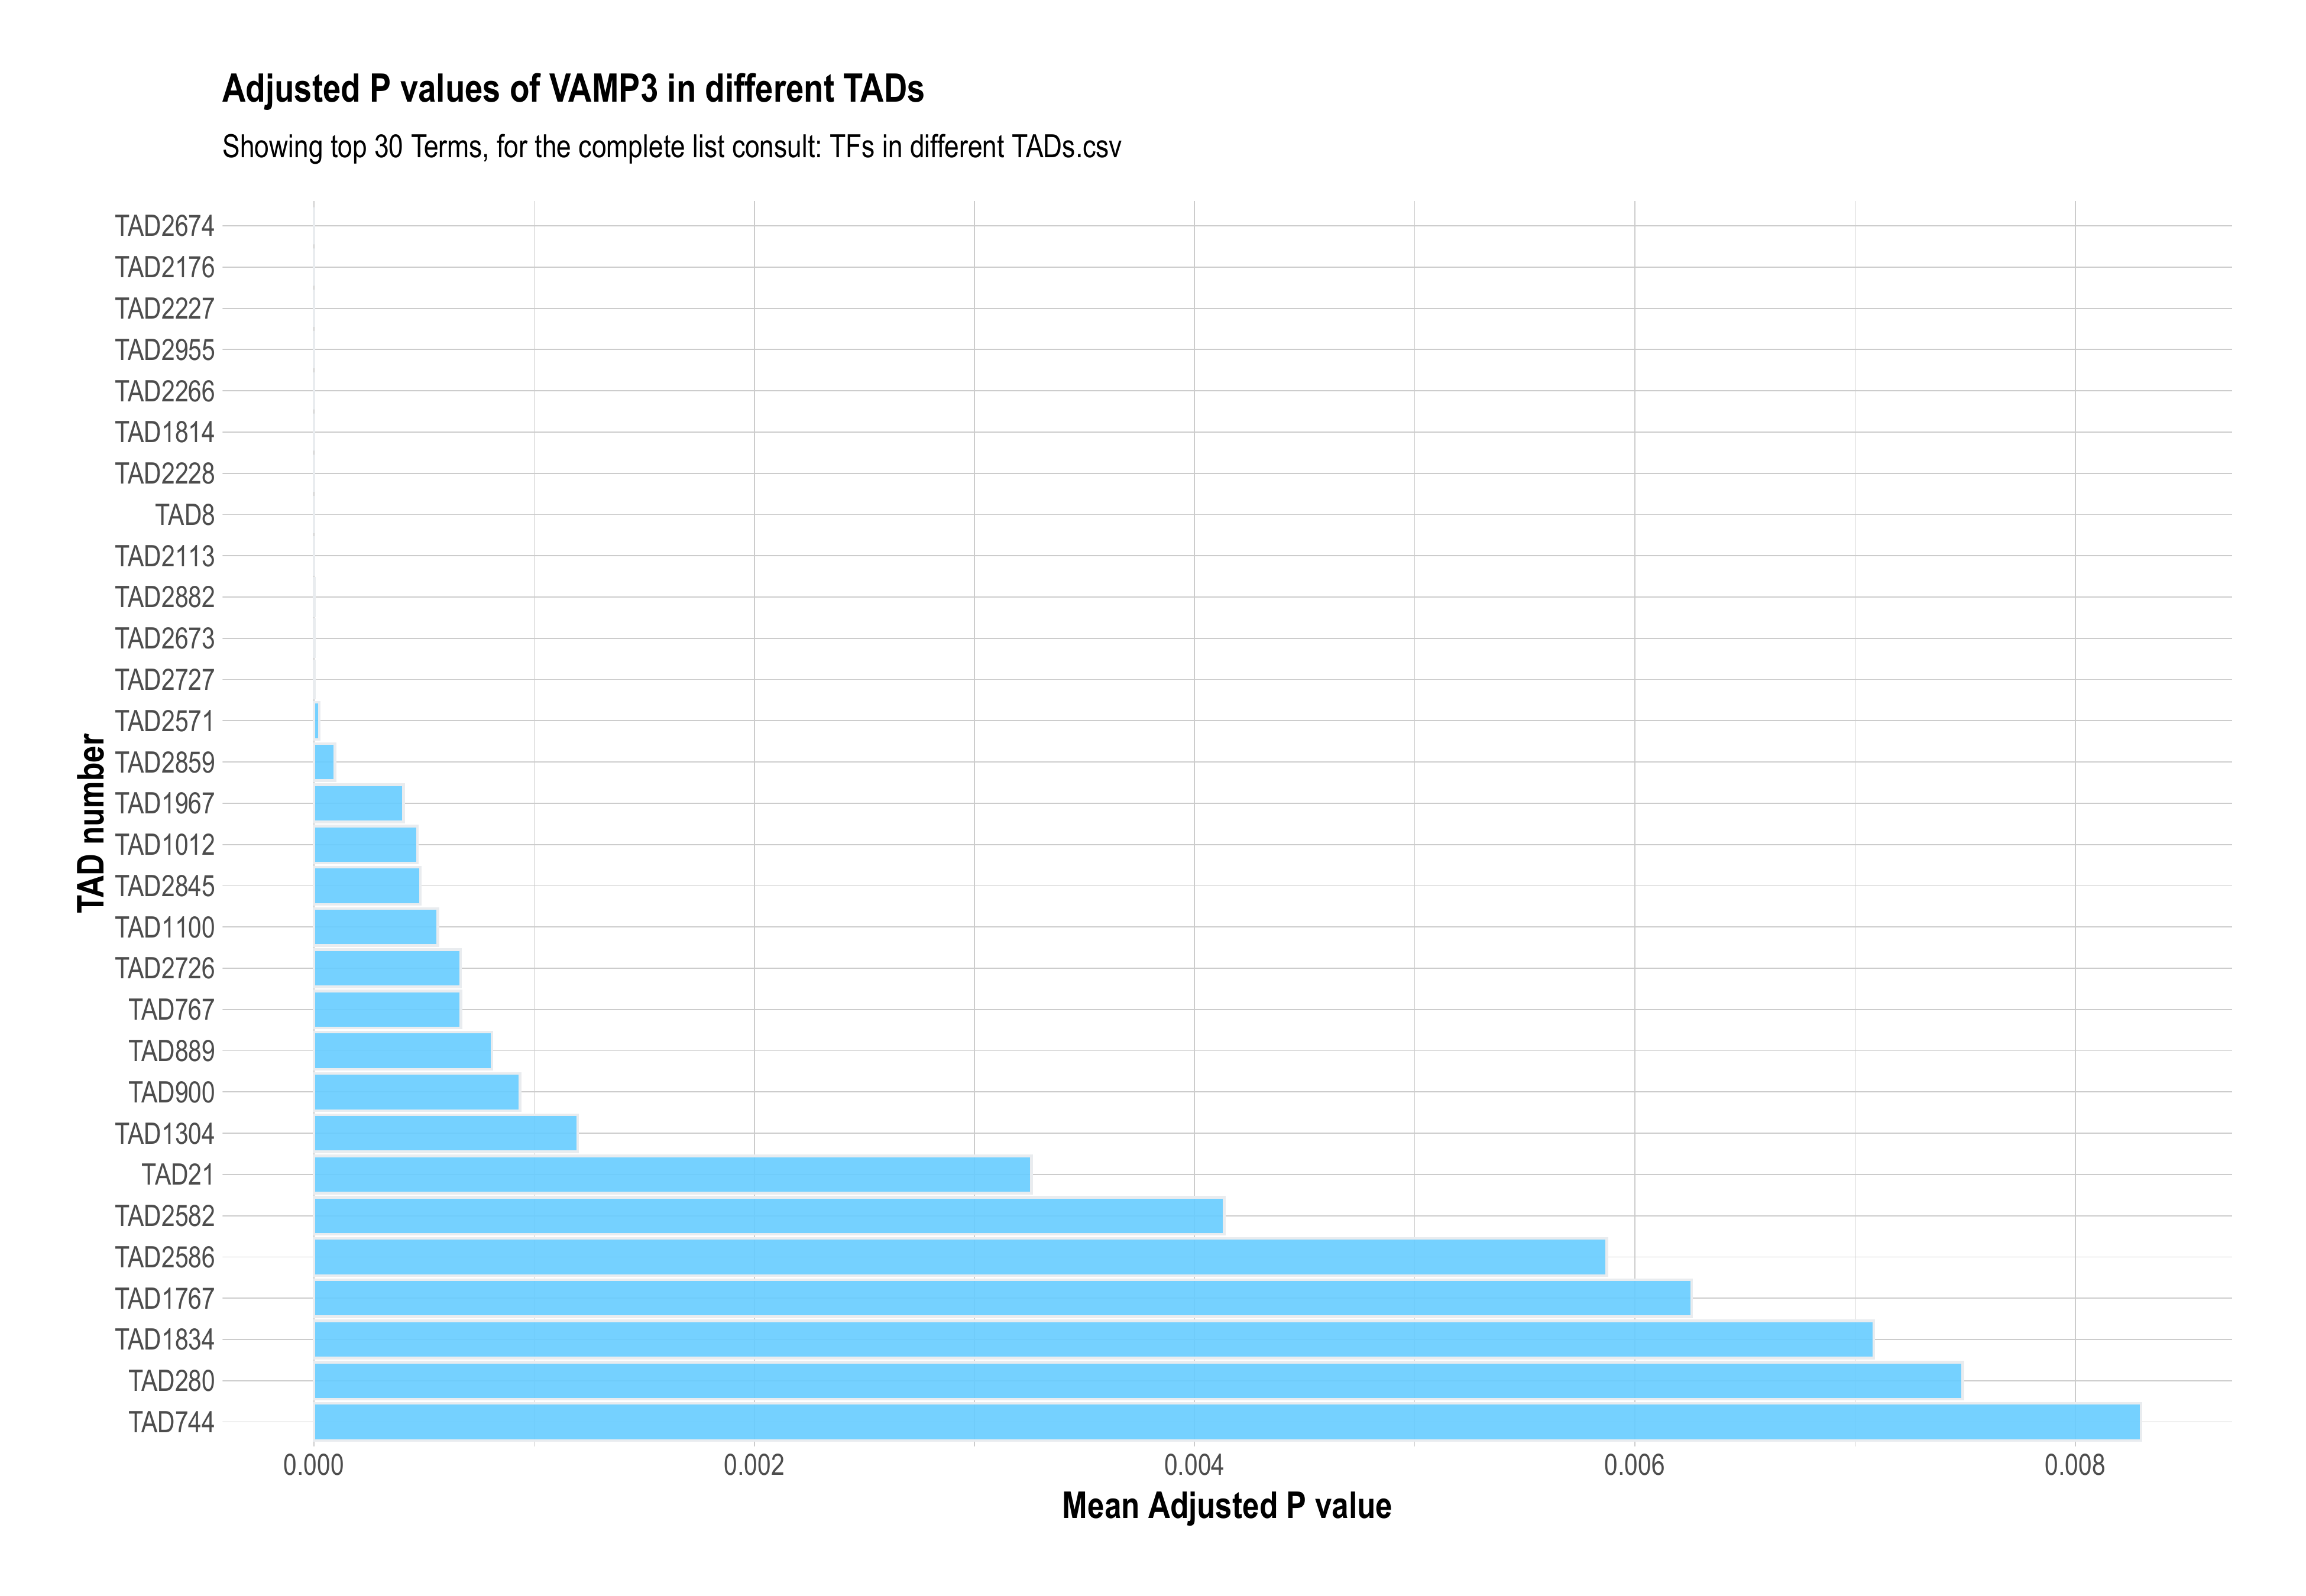 Adjusted P values of VAMP3 in different TADs
Showing top 30 Terms, for the complete list consult: TFs in different TADs.csv
TAD number
TAD2674
TAD2176
TAD2227
TAD2955
TAD2266
TAD1814
TAD2228
TAD8
TAD2113
TAD2882
TAD2673
TAD2727
TAD2571
TAD2859
TAD1967
TAD1012
TAD2845
TAD1100
TAD2726
TAD767
TAD889
TAD900
TAD1304
TAD21
TAD2582
TAD2586
TAD1767
TAD1834
TAD280
TAD744
0.000 0.002 0.004 0.006 0.008
Mean Adjusted P value